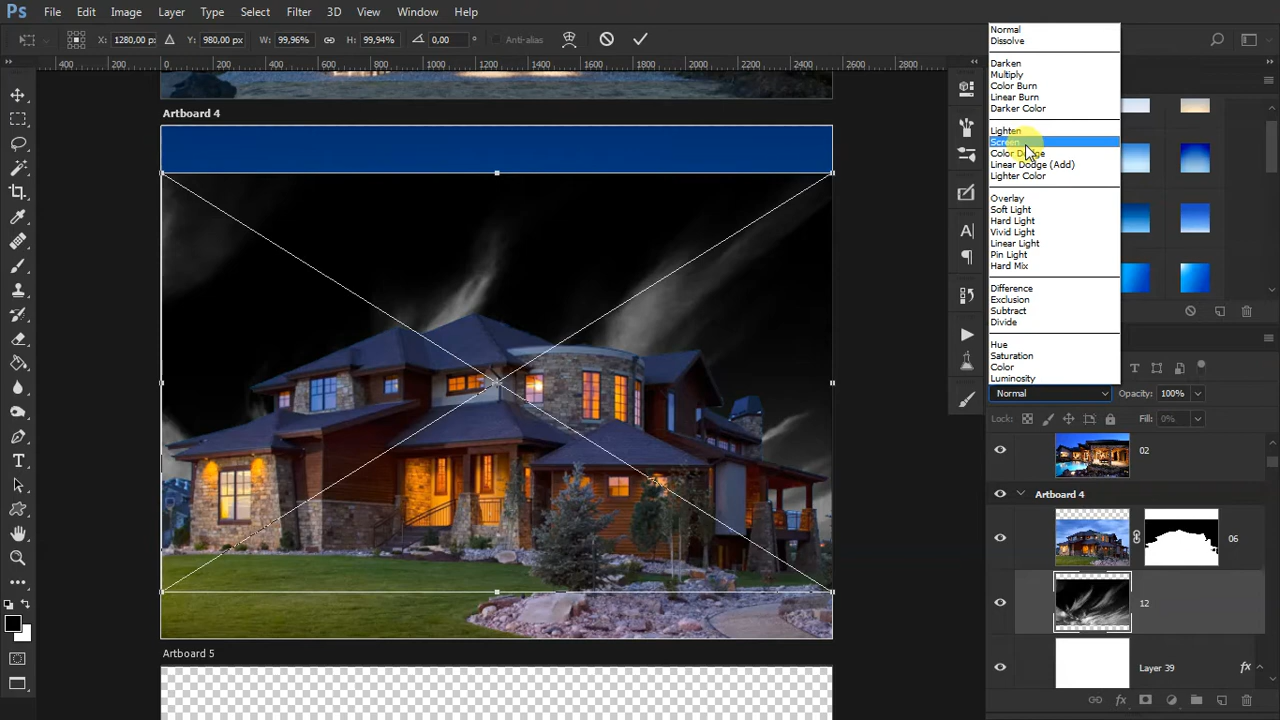 Ps File Edit Image Layer Type Select Filter 3D View Window Help
X: 1280,00 px Y: 980,00 px W: 99 H: 99,94% 0,00 ° Anti-alias
400 200 0 200 400 600 800 1000 1200 1400 1600 1800 2000 2200 2400 2600 2800
Artboard 4
Artboard 5
Normal
Dissolve
Darken
Multiply
Color Burn
Linear Burn
Darker Color
Lighten
Screen
Color Dodge
Linear Dodge (Add)
Lighter Color
Overlay
Soft Light
Hard Light
Vivid Light
Linear Light
Pin Light
Hard Mix
Difference
Exclusion
Subtract
Divide
Hue
Saturation
Color
Luminosity
Normal Opacity: 100%
Lock: Fill: 0%
02
Artboard 4
06
12
Layer 39 fx
fx